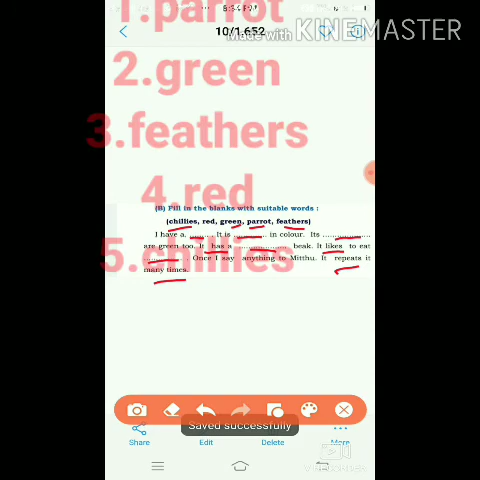 1.parrot
10/1,652
Made with KINEMASTER
2.green
3.feathers
4.red
5.chillies
(B) Fill in the blanks with suitable words :
(chillies, red, green, parrot, feathers)
I have a, ........ . It is ............ in colour. Its ................
are green too. It has a .................. beak. It likes to eat
............. . Once I say anything to Mitthu. It repeats it
many times.
Saved successfully
Share Edit Delete More